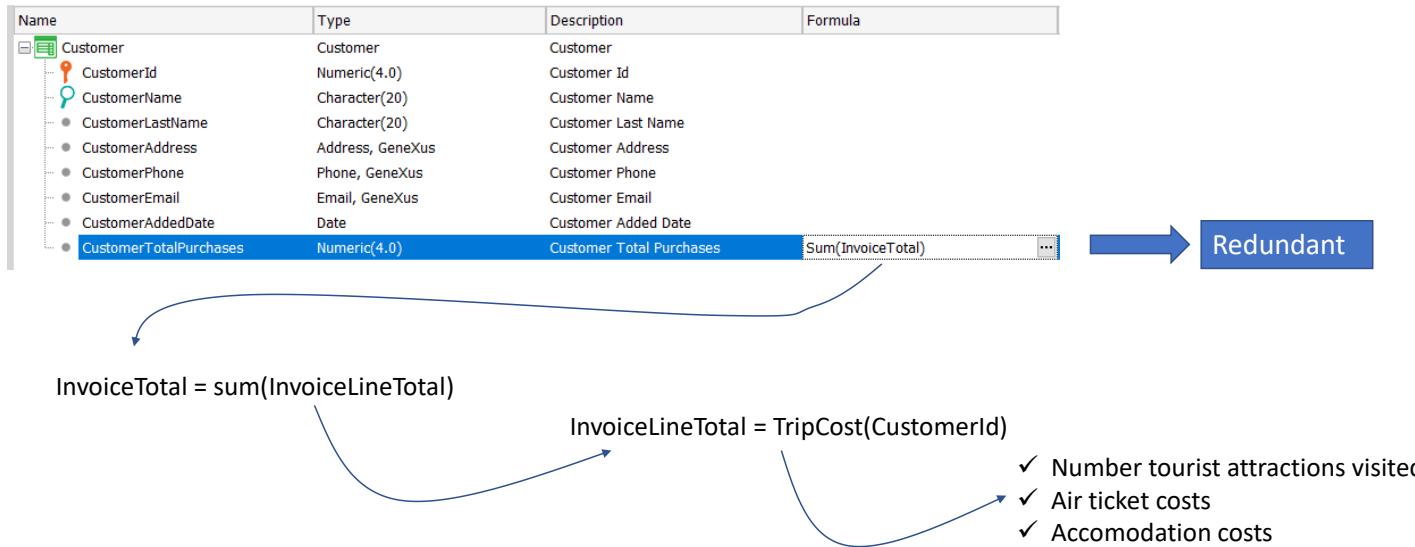 Name Type Description Formula
Customer Customer Customer
CustomerId Numeric(4.0) Customer Id
CustomerName Character(20) Customer Name
CustomerLastName Character(20) Customer Last Name
CustomerAddress Address, GeneXus Customer Address
CustomerPhone Phone, GeneXus Customer Phone
CustomerEmail Email, GeneXus Customer Email
CustomerAddedDate Date Customer Added Date
CustomerTotalPurchases Numeric(4.0) Customer Total Purchases Sum(InvoiceTotal) ... Redundant
InvoiceTotal = sum(InvoiceLineTotal)
InvoiceLineTotal = TripCost(CustomerId)
✓ Number tourist attractions visited
✓ Air ticket costs
✓ Accomodation costs